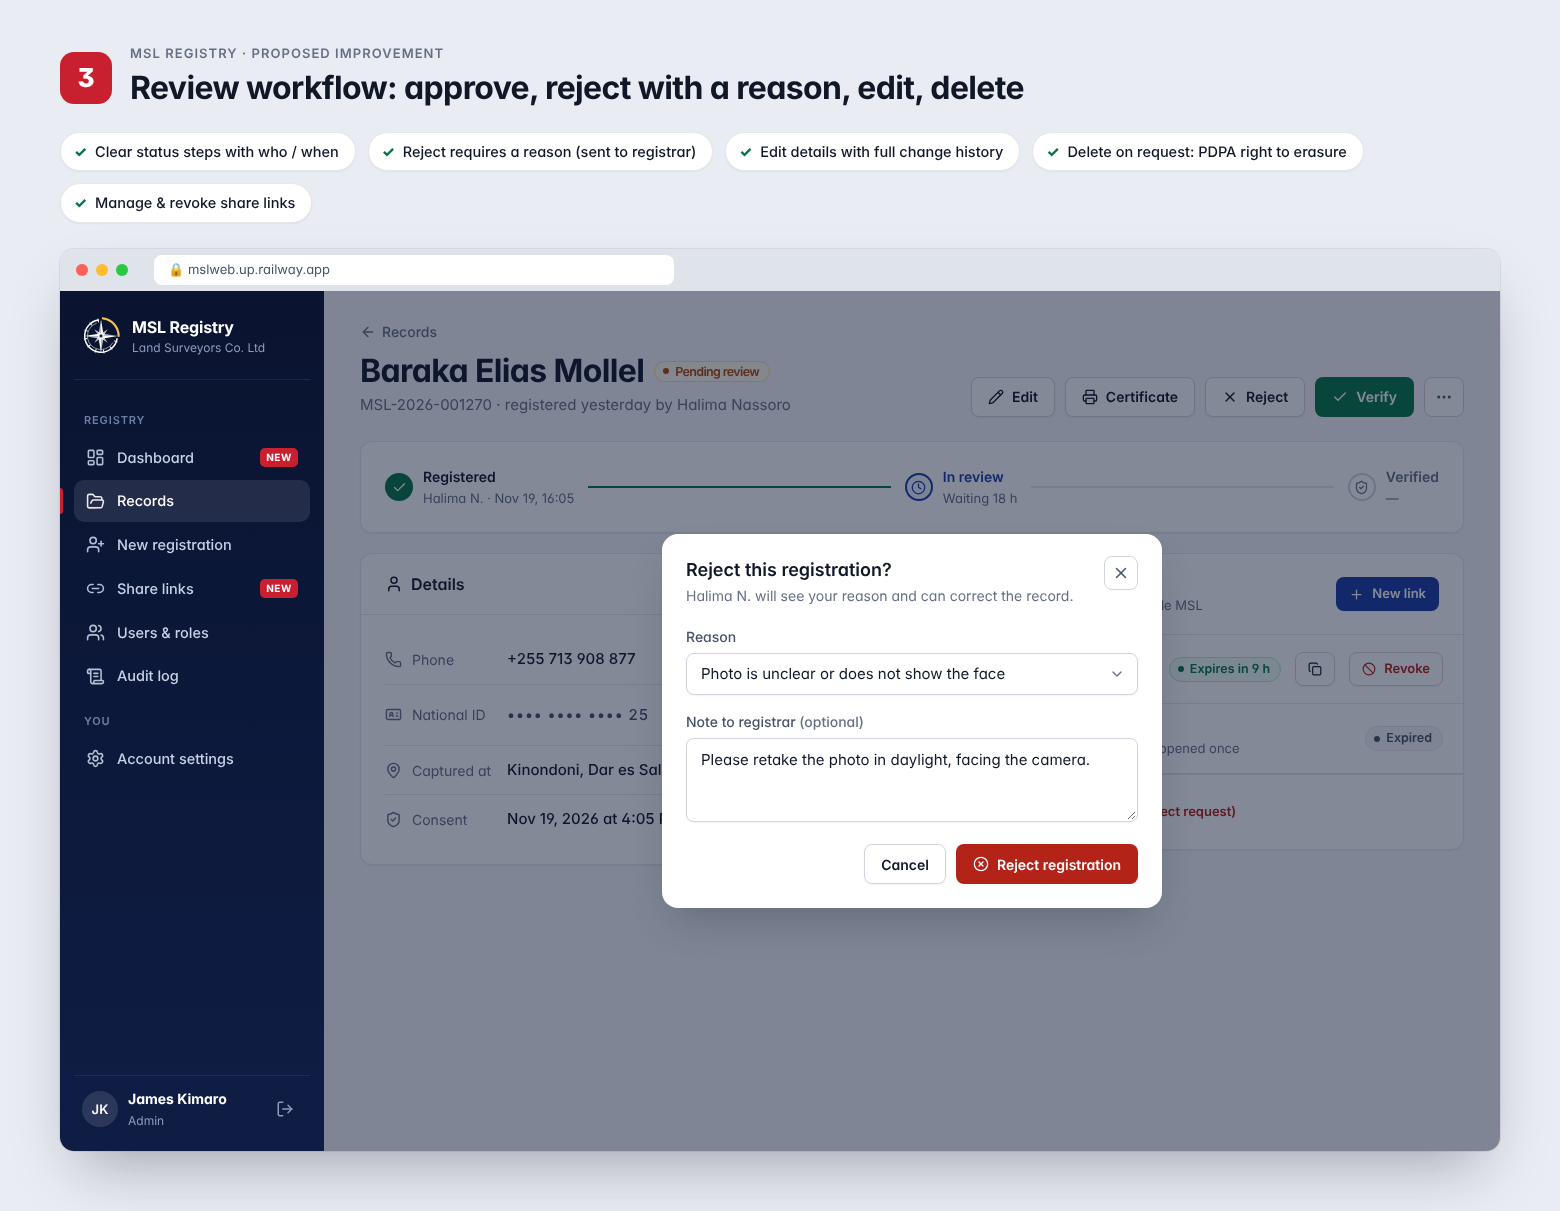 3
MSL REGISTRY · PROPOSED IMPROVEMENT
Review workflow: approve, reject with a reason, edit, delete
✓ Clear status steps with who / when
✓ Reject requires a reason (sent to registrar)
✓ Edit details with full change history
✓ Delete on request: PDPA right to erasure
✓ Manage & revoke share links
mslweb.up.railway.app
MSL Registry
Land Surveyors Co. Ltd
REGISTRY
Dashboard NEW
Records
New registration
Share links NEW
Users & roles
Audit log
YOU
Account settings
JK
James Kimaro
Admin
Records
Baraka Elias Mollel
Pending review
MSL-2026-001270 · registered yesterday by Halima Nassoro
Edit
Certificate
Reject
Verify
Registered
Halima N. · Nov 19, 16:05
In review
Waiting 18 h
Verified
—
Details
Phone +255 713 908 877
National ID •••• •••• •••• 25
Captured at Kinondoni, Dar es Sal
Consent Nov 19, 2026 at 4:05
Reject this registration?
Halima N. will see your reason and can correct the record.
Reason
Photo is unclear or does not show the face
Note to registrar (optional)
Please retake the photo in daylight, facing the camera.
Cancel
Reject registration
MSL
New link
Expires in 9 h
Revoke
pened once
Expired
ect request)